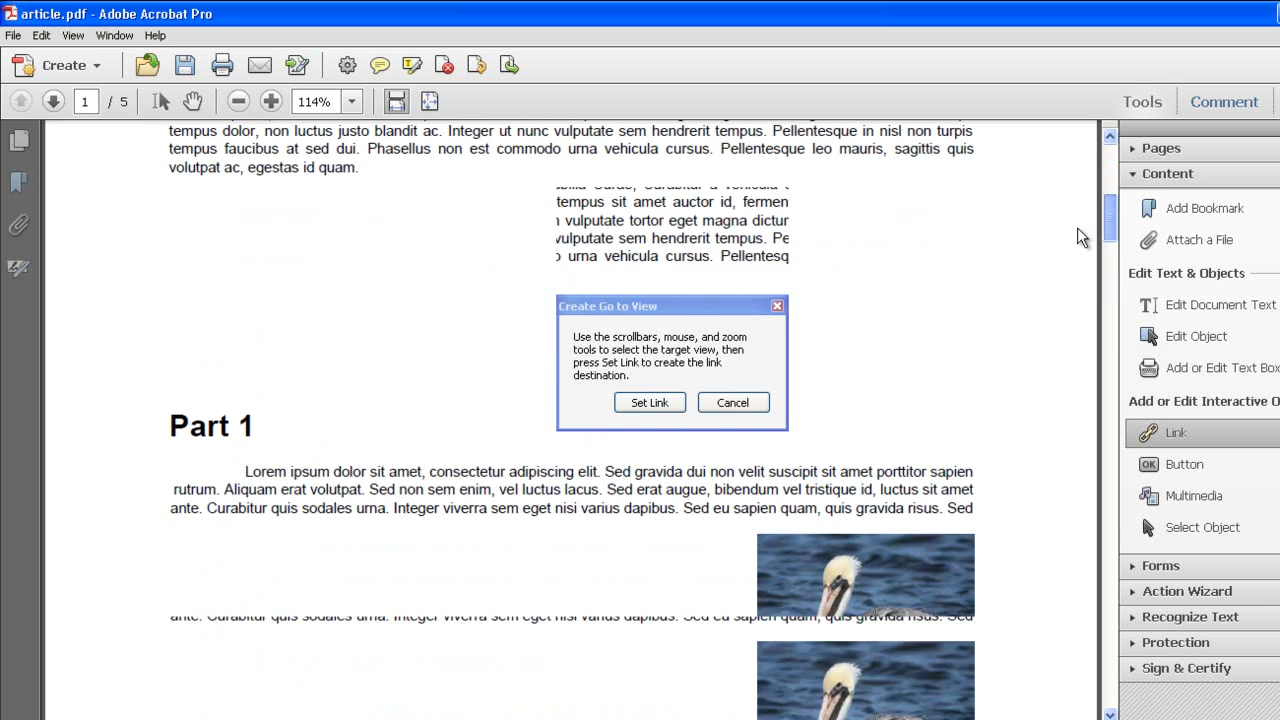 article.pdf - Adobe Acrobat Pro
File Edit View Window Help
Create
1 / 5 114% Tools Comment
tempus dolor, non luctus justo blandit ac. Integer ut nunc vulputate sem hendrerit tempus. Pellentesque in nisl non turpis
tempus faucibus at sed dui. Phasellus non est commodo urna vehicula cursus. Pellentesque leo mauris, sagittis quis
volutpat ac, egestas id quam.
tempus sit amet auctor id, fermen
vulputate tortor eget magna dictur
vulputate sem hendrerit tempus. Pe
o urna vehicula cursus. Pellentesq
Create Go to View
Use the scrollbars, mouse, and zoom
tools to select the target view, then
press Set Link to create the link
destination.
Set Link Cancel
Part 1
Lorem ipsum dolor sit amet, consectetur adipiscing elit. Sed gravida dui non velit suscipit sit amet porttitor sapien
rutrum. Aliquam erat volutpat. Sed non sem enim, vel luctus lacus. Sed erat augue, bibendum vel tristique id, luctus sit amet
ante. Curabitur quis sodales urna. Integer viverra sem eget nisi varius dapibus. Sed eu sapien quam, quis gravida risus. Sed
ante. Curabitur quis sodales urna. Integer viverra sem eget nisi varius dapibus. Sed eu sapien quam, quis gravida risus. Sed
Pages
Content
Add Bookmark
Attach a File
Edit Text & Objects
Edit Document Text
Edit Object
Add or Edit Text Box
Add or Edit Interactive O
Link
OK Button
Multimedia
Select Object
Forms
Action Wizard
Recognize Text
Protection
Sign & Certify